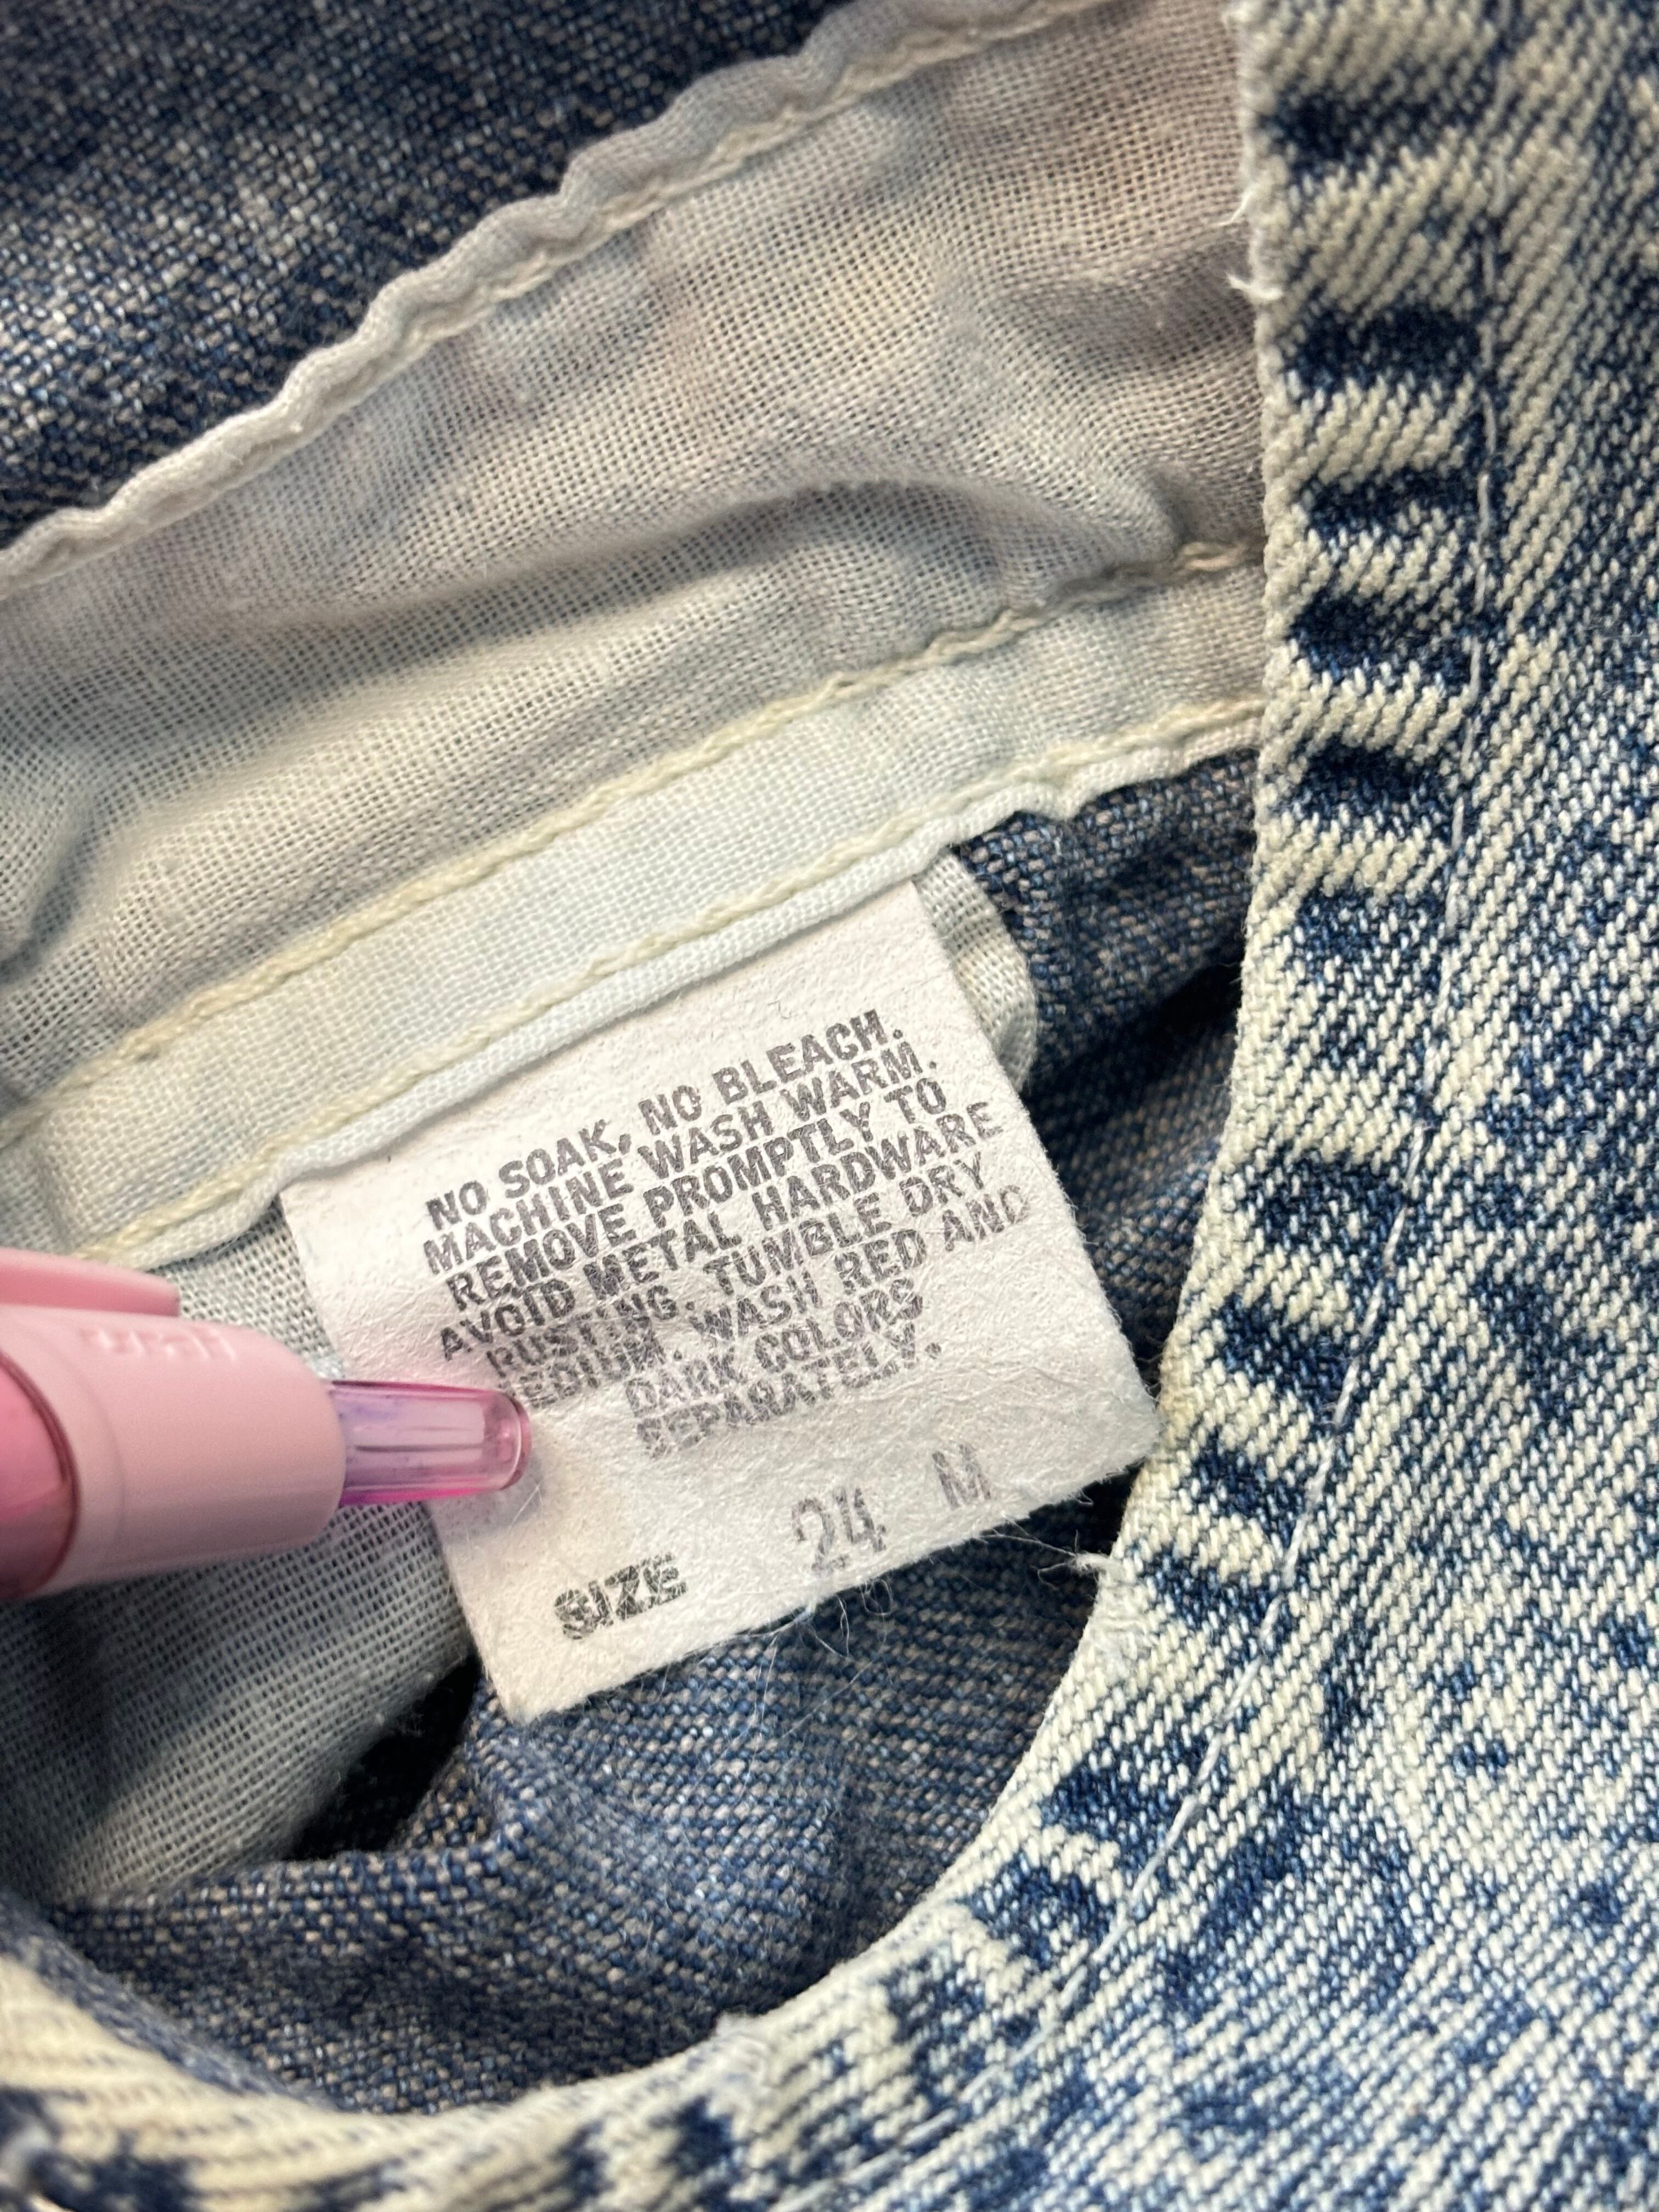 NO SOAK, NO BLEACH.
MACHINE WASH WARM.
REMOVE PROMPTLY TO
AVOID METAL HARDWARE
RUSTING. TUMBLE DRY
MEDIUM. WASH RED AND
DARK COLORS
SEPARATELY.
SIZE 24 M